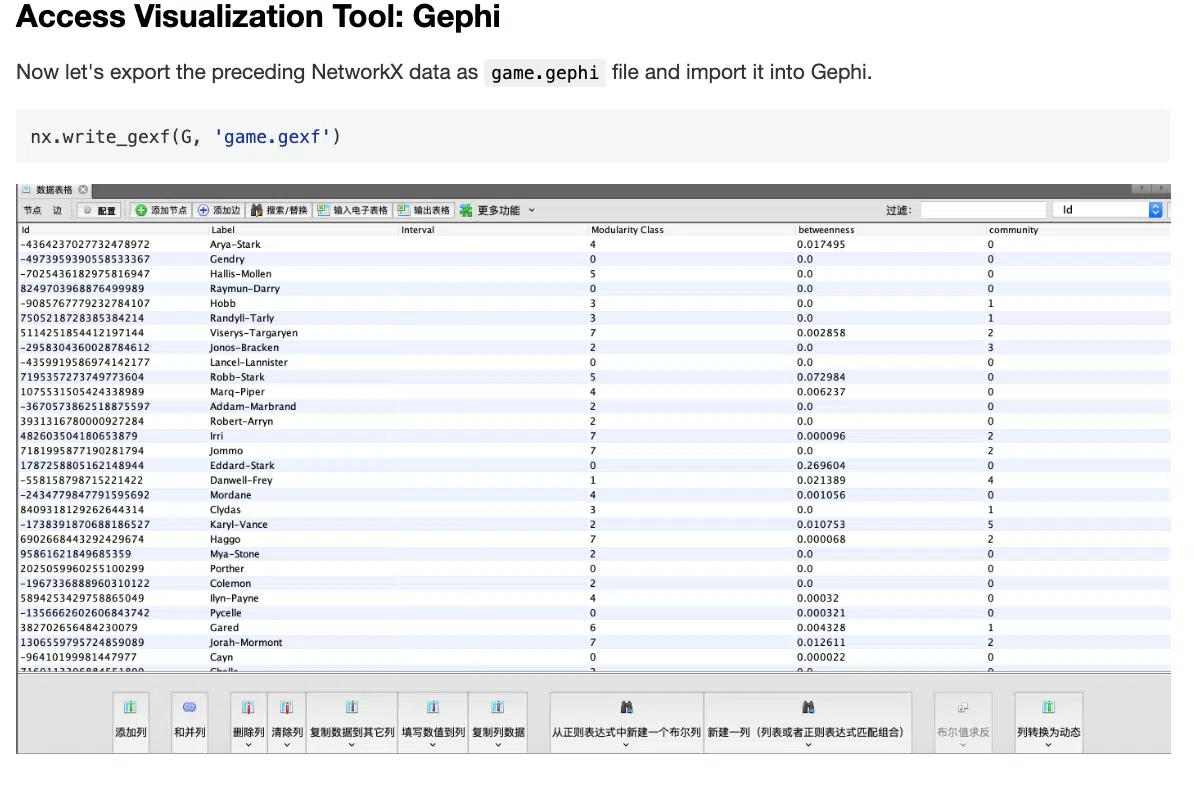 Access Visualization Tool: Gephi
Now let's export the preceding NetworkX data as game.gephi file and import it into Gephi.
nx.write_gexf(G, 'game.gexf')
数据表格
节点 边 配置 添加节点 添加边 搜索/替换 输入电子表格 输出表格 更多功能 过滤: Id
Id Label Interval Modularity Class betweenness community
-4364237027732478972 Arya-Stark 4 0.017495 0
-4973959390558533367 Gendry 0 0.0 0
-7025436182975816947 Hallis-Mollen 5 0.0 0
8249703968876499989 Raymun-Darry 0 0.0 0
-9085767779232784107 Hobb 3 0.0 1
7505218728385384214 Randyll-Tarly 3 0.0 1
5114251854412197144 Viserys-Targaryen 7 0.002858 2
-2958304360028784612 Jonos-Bracken 2 0.0 3
-4359919586974142177 Lancel-Lannister 0 0.0 0
7195357273749773604 Robb-Stark 5 0.072984 0
1075531505424338989 Marq-Piper 4 0.006237 0
-3670573862518875597 Addam-Marbrand 2 0.0 0
3931316780000927284 Robert-Arryn 2 0.0 0
482603504180653879 Irri 7 0.000096 2
7181995877190281794 Jommo 7 0.0 2
1787258805162148944 Eddard-Stark 0 0.269604 0
-558158798715221422 Danwell-Frey 1 0.021389 4
-2434779847791595692 Mordane 4 0.001056 0
8409318129262644314 Clydas 3 0.0 1
-1738391870688186527 Karyl-Vance 2 0.010753 5
6902668443292429674 Haggo 7 0.000068 2
95861621849685359 Mya-Stone 2 0.0 0
2025059960255100299 Porther 0 0.0 0
-1967336888960310122 Colemon 2 0.0 0
5894253429758865049 Ilyn-Payne 4 0.00032 0
-1356662602606843742 Pycelle 0 0.000321 0
382702656484230079 Gared 6 0.004328 1
1306559795724859089 Jorah-Mormont 7 0.012611 2
-96410199981447977 Cayn 0 0.000022 0
添加列 和并列 删除列 清除列 复制数据到其它列 填写数值到列 复制列数据 从正则表达式中新建一个布尔列 新建一列（列表或者正则表达式匹配组合） 布尔值求反 列转换为动态